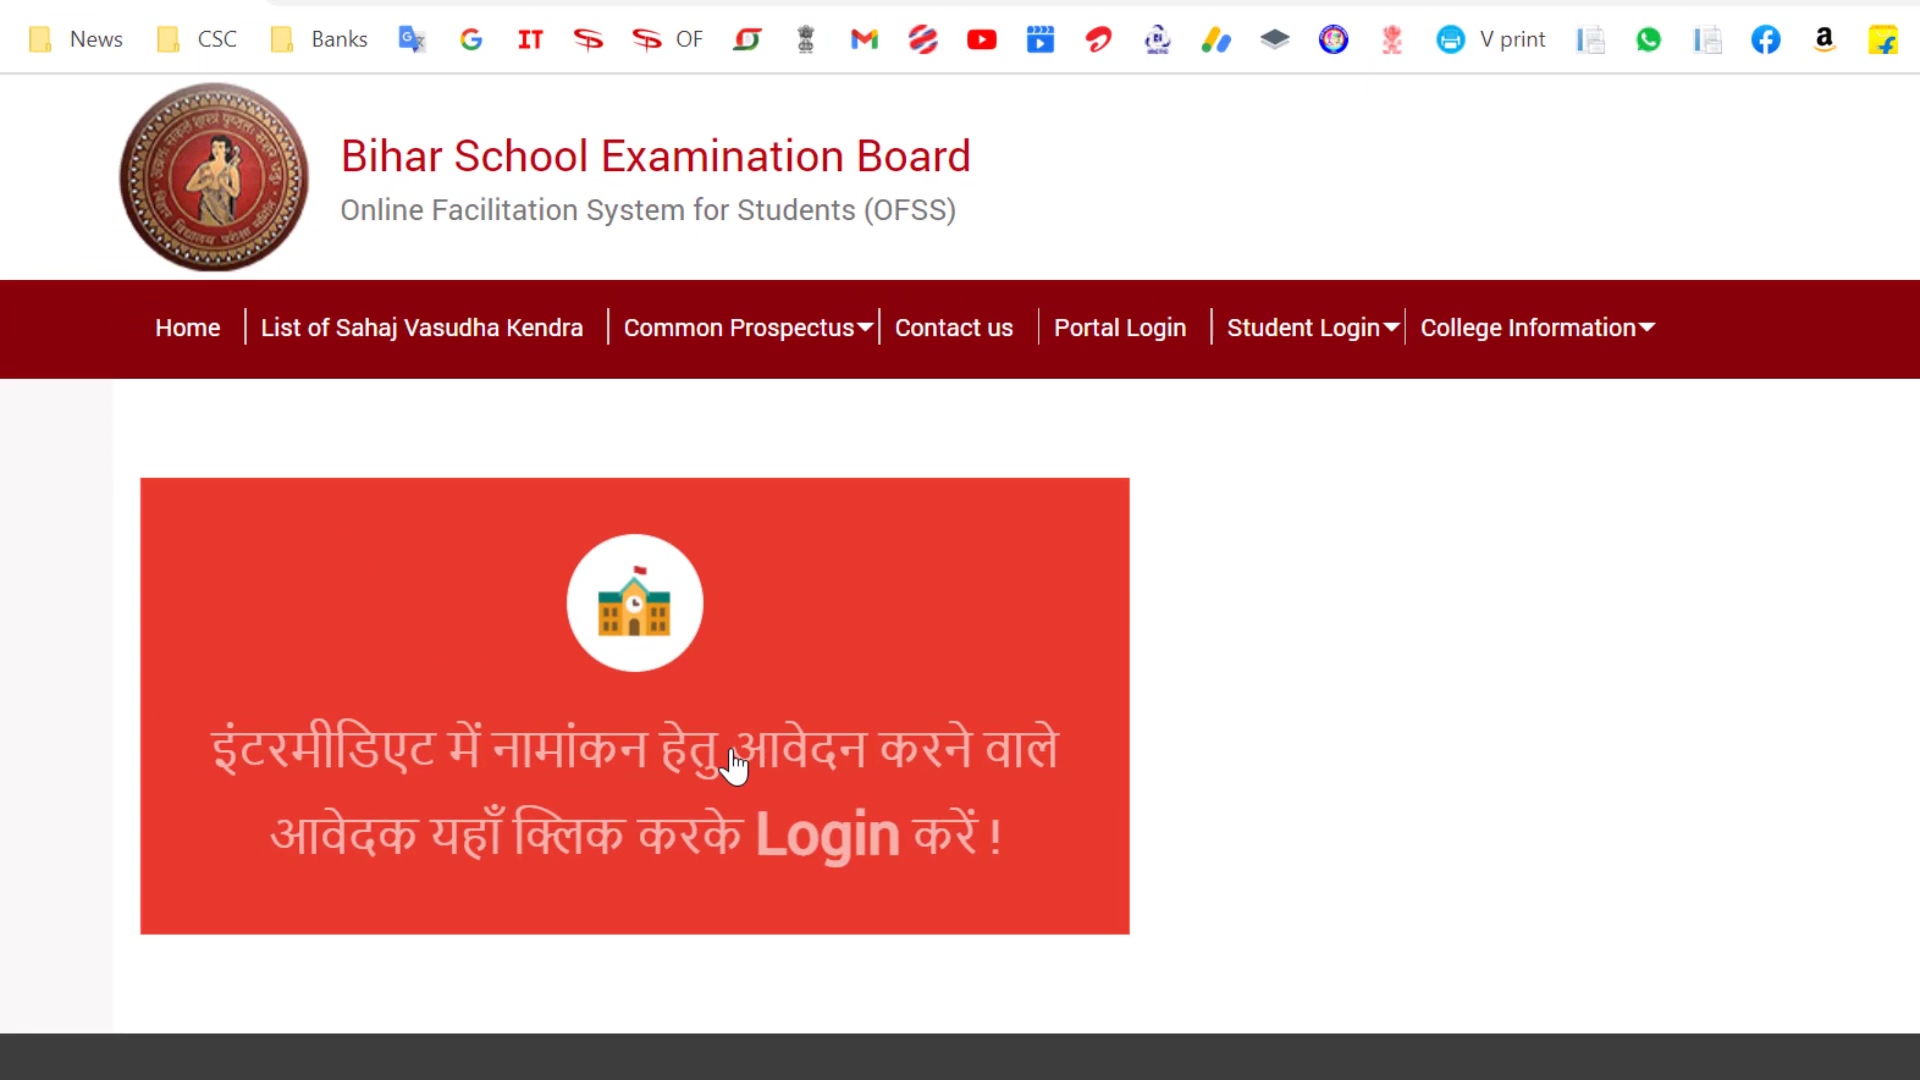 News CSC Banks IT OF V print
Bihar School Examination Board
Online Facilitation System for Students (OFSS)
Home List of Sahaj Vasudha Kendra Common Prospectus Contact us Portal Login Student Login College Information
इंटरमीडिएट में नामांकन हेतु आवेदन करने वाले
आवेदक यहाँ क्लिक करके Login करें !